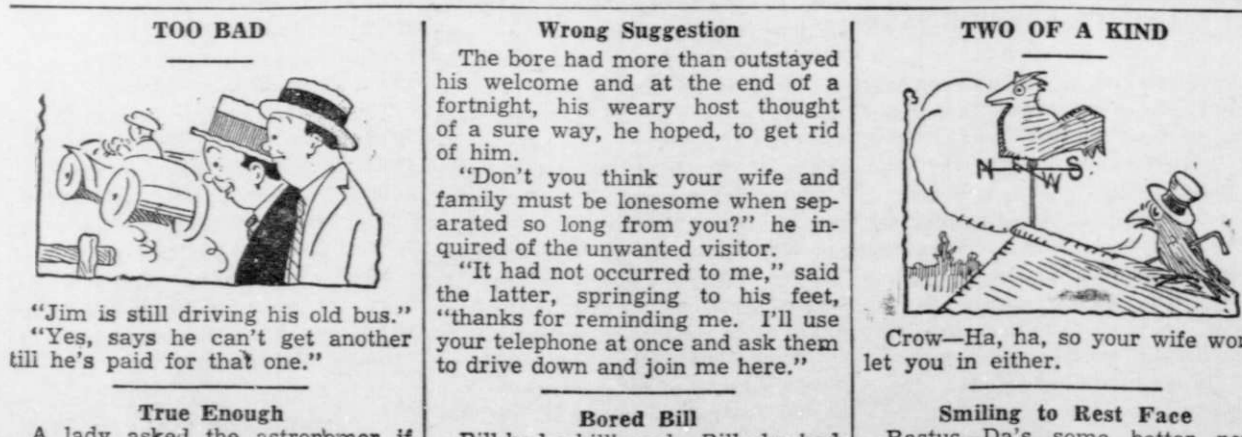 TOO BAD
"Jim is still driving his old bus."
"Yes, says he can't get another
till he's paid for that one."
True Enough
A lady asked the astronomer if
Wrong Suggestion
The bore had more than outstayed
his welcome and at the end of a
fortnight, his weary host thought
of a sure way, he hoped, to get rid
of him.
"Don't you think your wife and
family must be lonesome when sep-
arated so long from you?" he in-
quired of the unwanted visitor.
"It had not occurred to me," said
the latter, springing to his feet,
"thanks for reminding me. I'll use
your telephone at once and ask them
to drive down and join me here."
Bored Bill
TWO OF A KIND
N E S
W
Crow—Ha, ha, so your wife won
let you in either.
Smiling to Rest Face